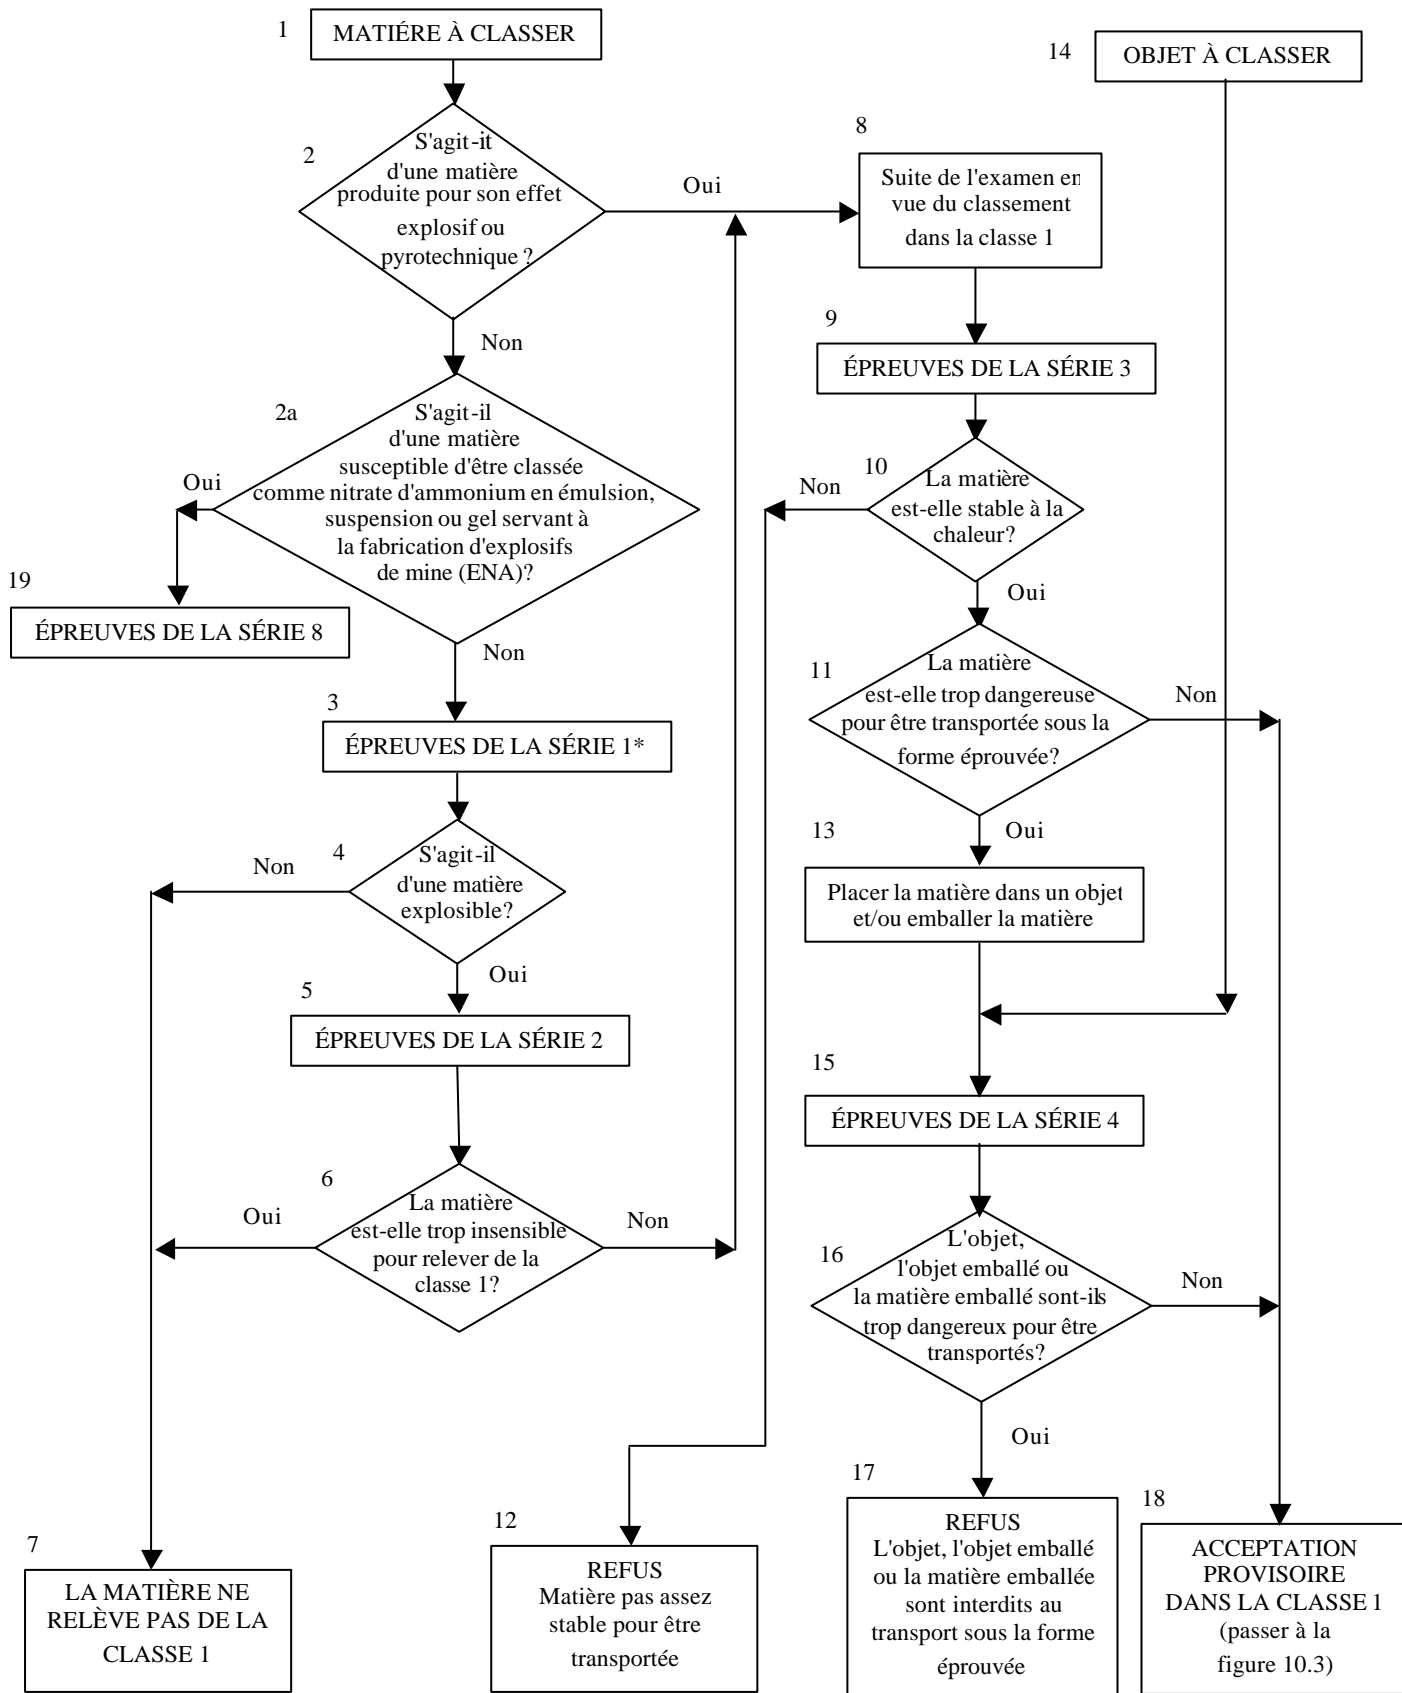 1
MATIÉRE À CLASSER
14
OBJET À CLASSER
2
S'agit-it
d'une matière
produite pour son effet
explosif ou
pyrotechnique ?
Oui
8
Suite de l'examen en
vue du classement
dans la classe 1
Non
9
ÉPREUVES DE LA SÉRIE 3
2a
S'agit-il
d'une matière
susceptible d'être classée
comme nitrate d'ammonium en émulsion,
suspension ou gel servant à
la fabrication d'explosifs
de mine (ENA)?
Oui
19
ÉPREUVES DE LA SÉRIE 8
Non
10
La matière
est-elle stable à la
chaleur?
Non
Oui
11
La matière
est-elle trop dangereuse
pour être transportée sous la
forme éprouvée?
Non
Oui
3
ÉPREUVES DE LA SÉRIE 1*
4
S'agit-il
d'une matière
explosible?
Non
Oui
13
Placer la matière dans un objet
et/ou emballer la matière
5
ÉPREUVES DE LA SÉRIE 2
15
ÉPREUVES DE LA SÉRIE 4
6
La matière
est-elle trop insensible
pour relever de la
classe 1?
Oui
Non
16
L'objet,
l'objet emballé ou
la matière emballé sont-ils
trop dangereux pour être
transportés?
Non
Oui
7
LA MATIÈRE NE
RELÈVE PAS DE LA
CLASSE 1
12
REFUS
Matière pas assez
stable pour être
transportée
17
REFUS
L'objet, l'objet emballé
ou la matière emballée
sont interdits au
transport sous la forme
éprouvée
18
ACCEPTATION
PROVISOIRE
DANS LA CLASSE 1
(passer à la
figure 10.3)